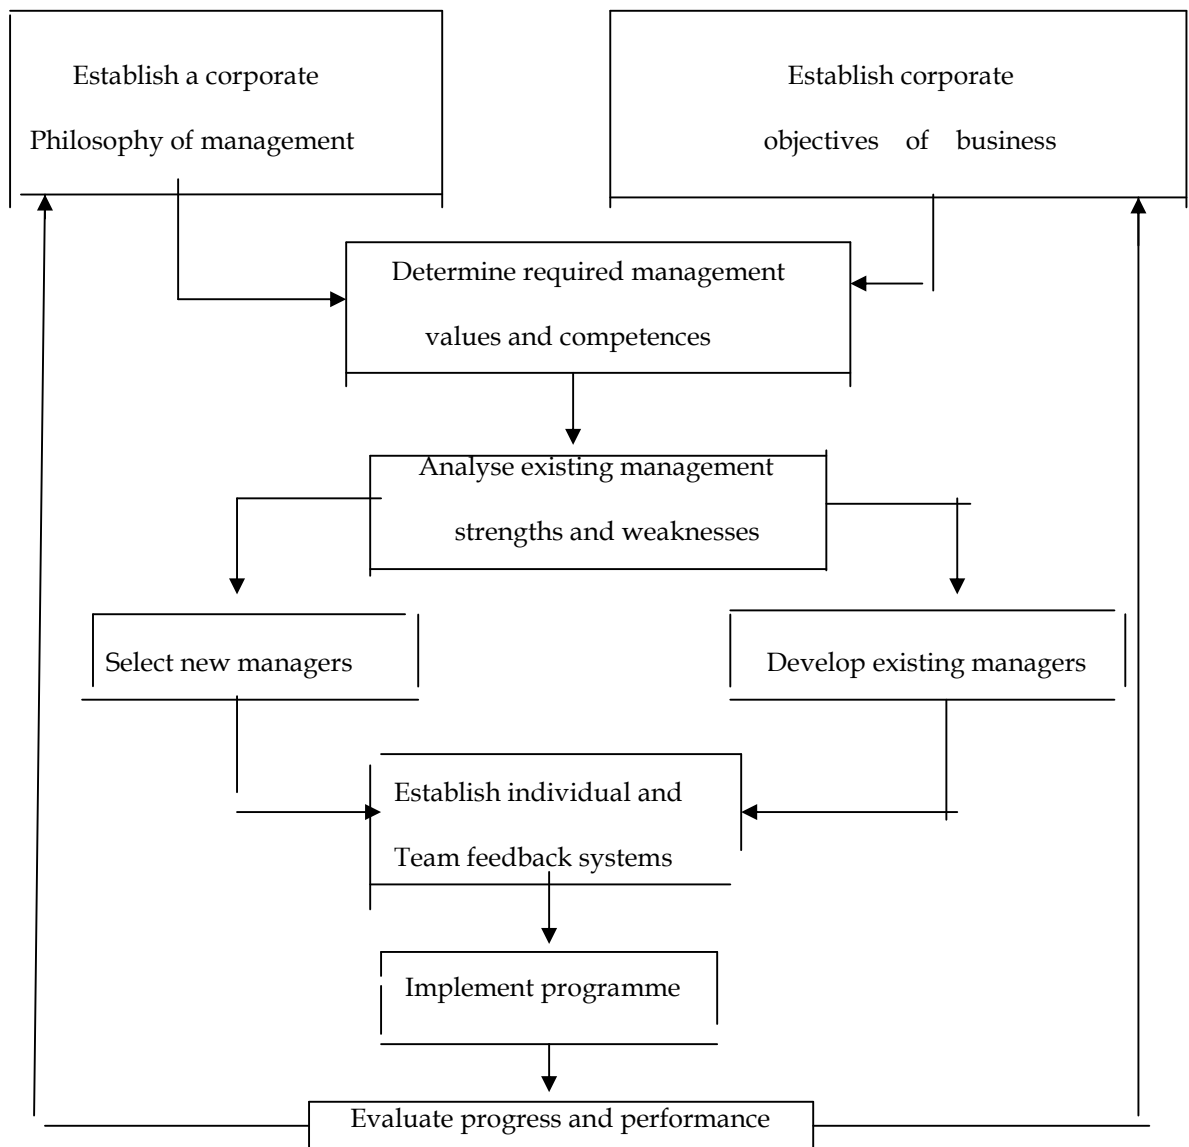 Establish a corporate
Philosophy of management
Establish corporate
objectives of business
Determine required management
values and competences
Analyse existing management
strengths and weaknesses
Select new managers
Develop existing managers
Establish individual and
Team feedback systems
Implement programme
Evaluate progress and performance